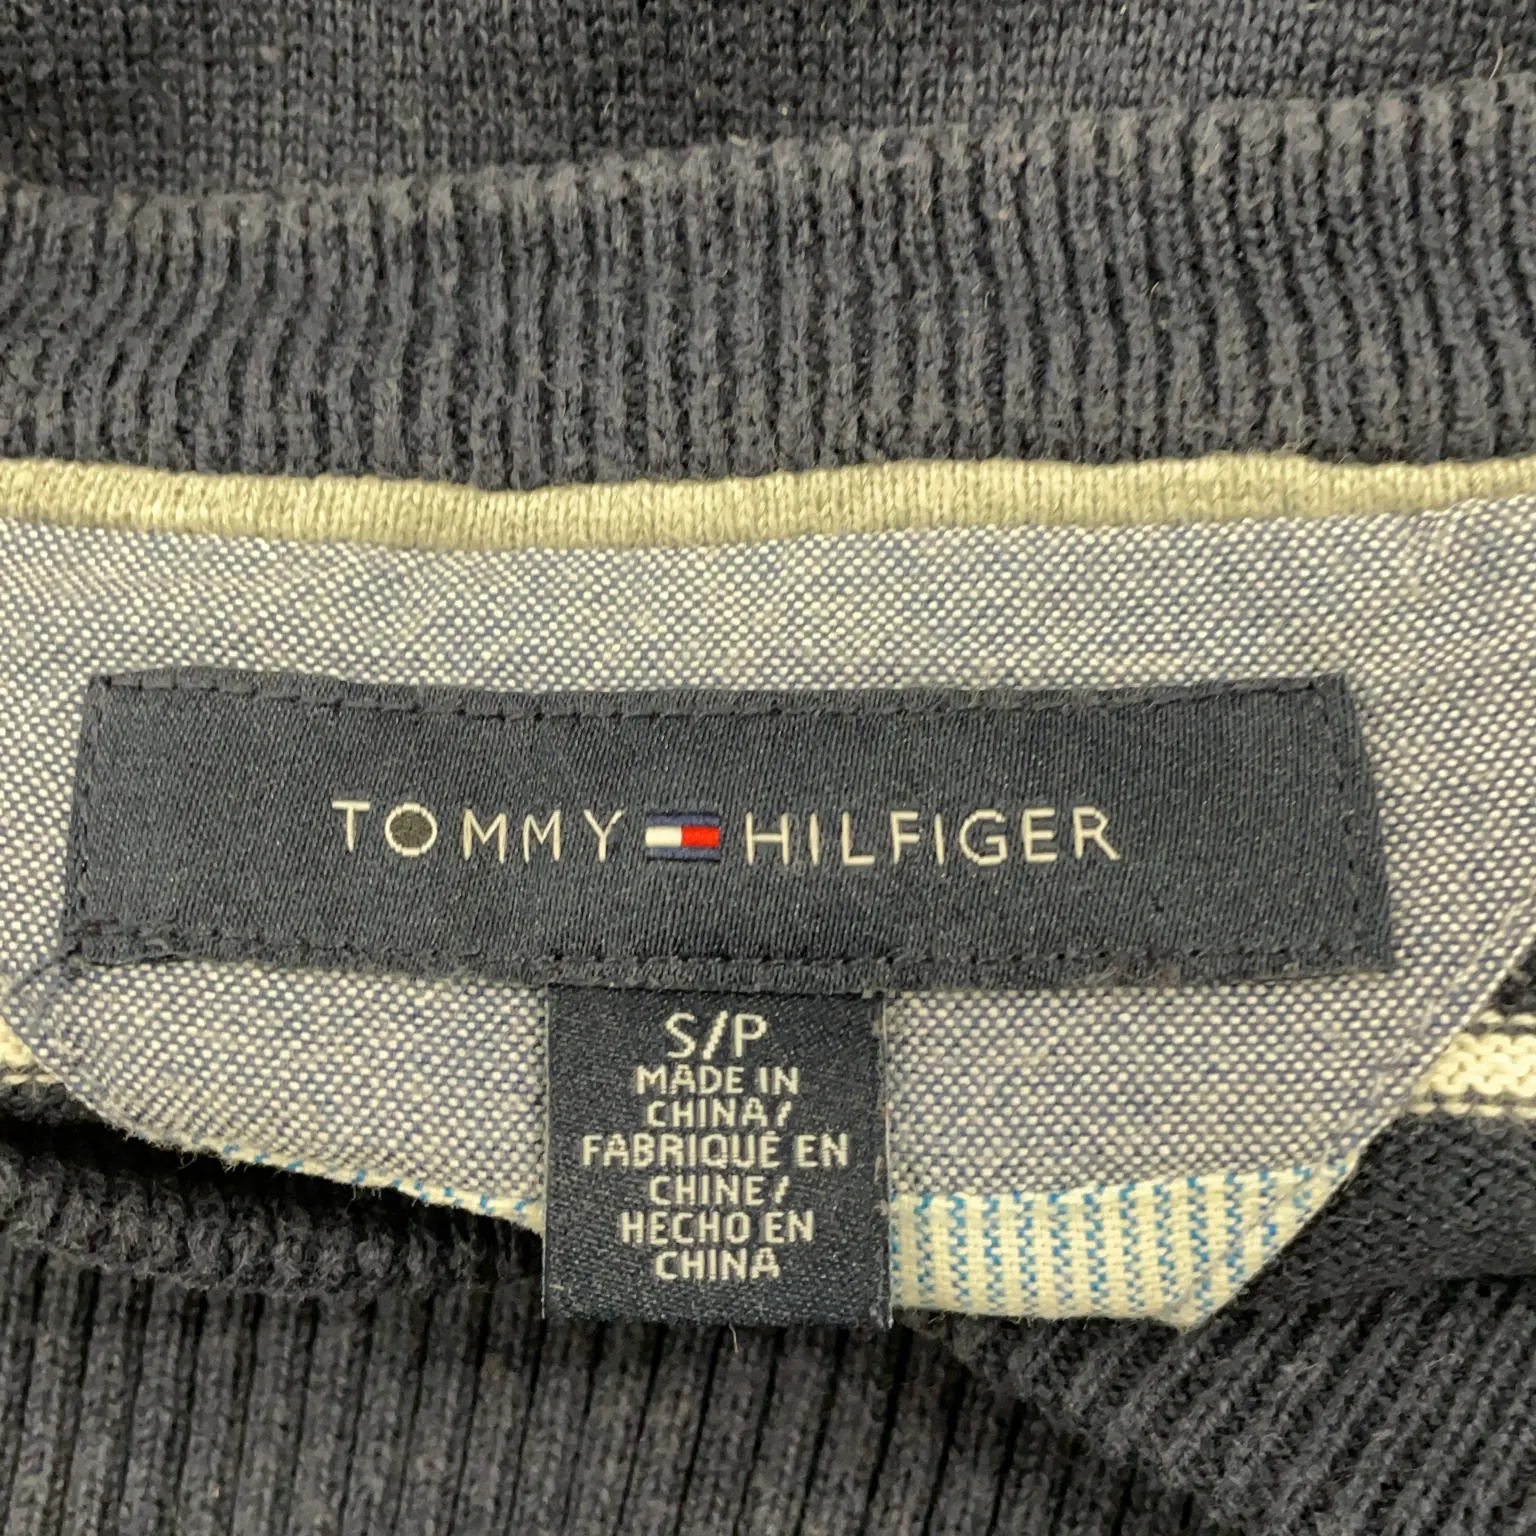 TOMMY HILFIGER
S/P
MADE IN
CHINA/
FABRIQUÉ EN
CHINE/
HECHO EN
CHINA